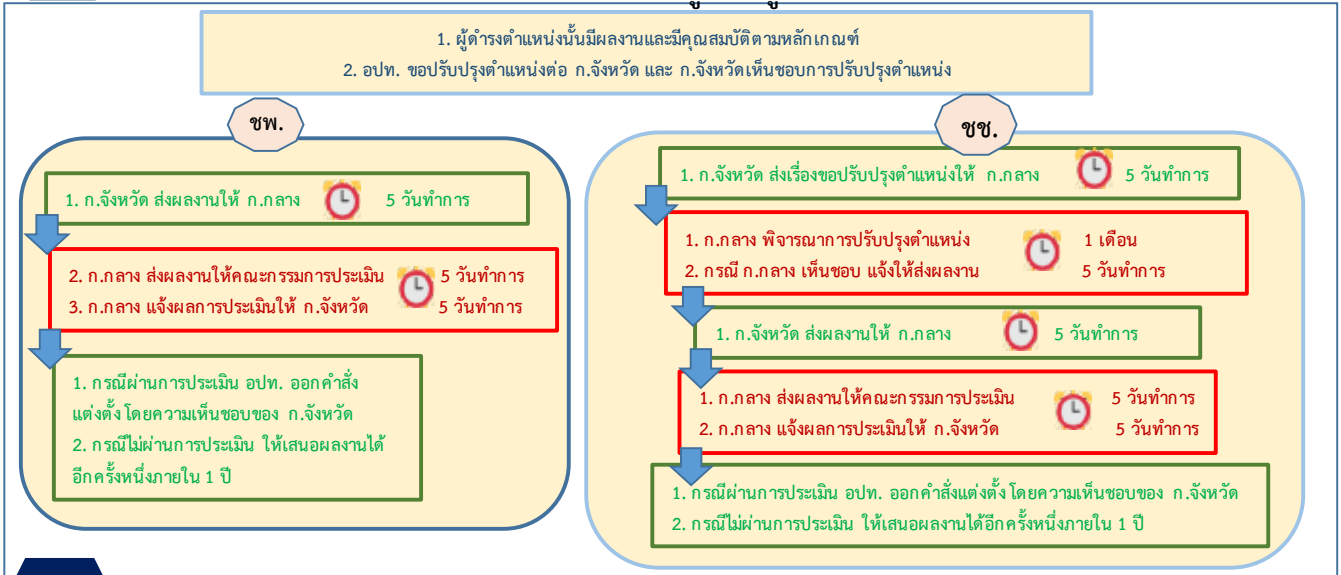 1. ผู้ดำรงตำแหน่งนั้นมีผลงานและมีคุณสมบัติตามหลักเกณฑ์
2. อปท. ขอปรับปรุงตำแหน่งต่อ ก.จังหวัด และ ก.จังหวัดเห็นชอบการปรับปรุงตำแหน่ง
ชพ.
1. ก.จังหวัด ส่งผลงานให้ ก.กลาง 5 วันทำการ
2. ก.กลาง ส่งผลงานให้คณะกรรมการประเมิน 5 วันทำการ
3. ก.กลาง แจ้งผลการประเมินให้ ก.จังหวัด 5 วันทำการ
1. กรณีผ่านการประเมิน อปท. ออกคำสั่ง
แต่งตั้ง โดยความเห็นชอบของ ก.จังหวัด
2. กรณีไม่ผ่านการประเมิน ให้เสนอผลงานได้
อีกครั้งหนึ่งภายใน 1 ปี
ชช.
1. ก.จังหวัด ส่งเรื่องขอปรับปรุงตำแหน่งให้ ก.กลาง 5 วันทำการ
1. ก.กลาง พิจารณาการปรับปรุงตำแหน่ง 1 เดือน
2. กรณี ก.กลาง เห็นชอบ แจ้งให้ส่งผลงาน 5 วันทำการ
1. ก.จังหวัด ส่งผลงานให้ ก.กลาง 5 วันทำการ
1. ก.กลาง ส่งผลงานให้คณะกรรมการประเมิน 5 วันทำการ
2. ก.กลาง แจ้งผลการประเมินให้ ก.จังหวัด 5 วันทำการ
1. กรณีผ่านการประเมิน อปท. ออกคำสั่งแต่งตั้ง โดยความเห็นชอบของ ก.จังหวัด
2. กรณีไม่ผ่านการประเมิน ให้เสนอผลงานได้อีกครั้งหนึ่งภายใน 1 ปี